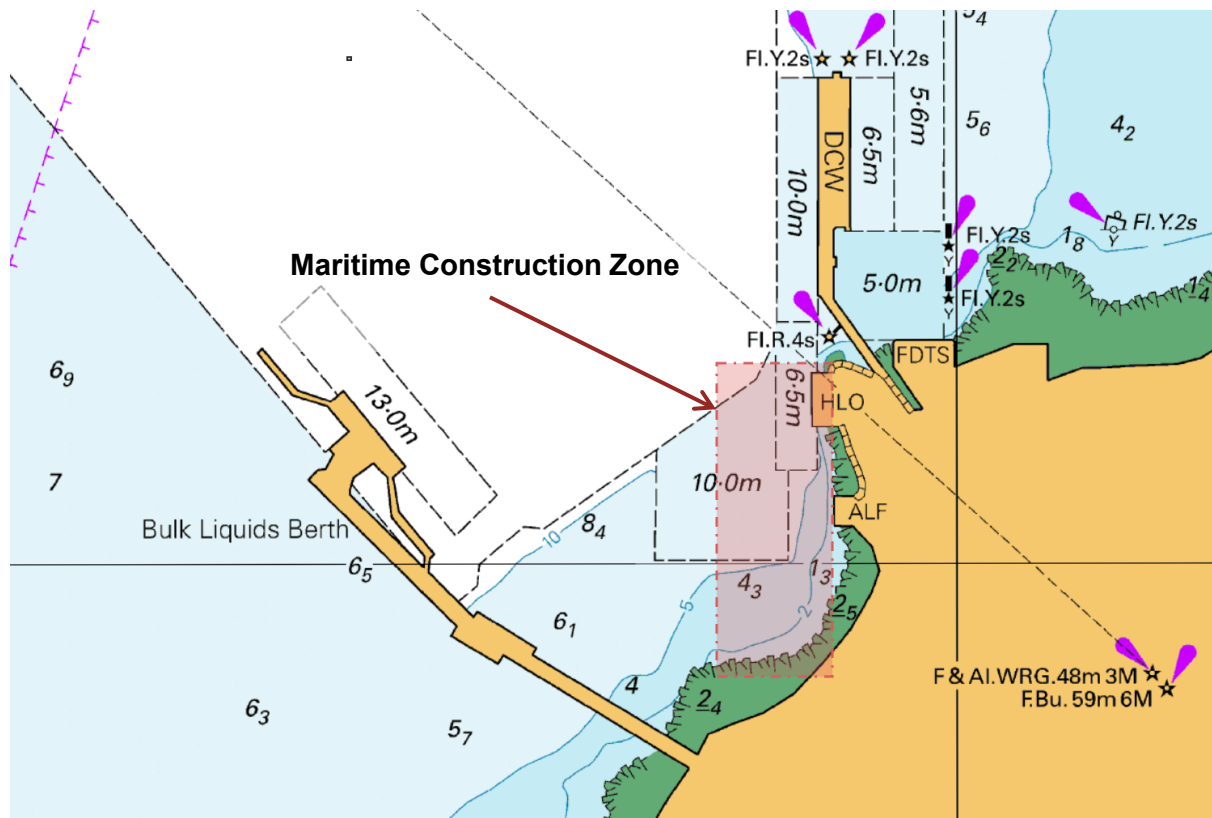 5₄
Fl.Y.2s
Fl.Y.2s
5·6m
6·5m
DCW
10·0m
5₆
4₂
Fl.Y.2s
Y
1₈
Fl.Y.2s
Y
2₂
Maritime Construction Zone
5·0m
Fl.Y.2s
Y
1₄
Fl.R.4s
FDTS
6₉
13·0m
6·5m
HLO
7
10·0m
ALF
Bulk Liquids Berth
8₄
10
6₅
4₃
1₃
5
2
2₅
6₁
F & Al.WRG.48m 3M
F.Bu. 59m 6M
4
2₄
6₃
5₇